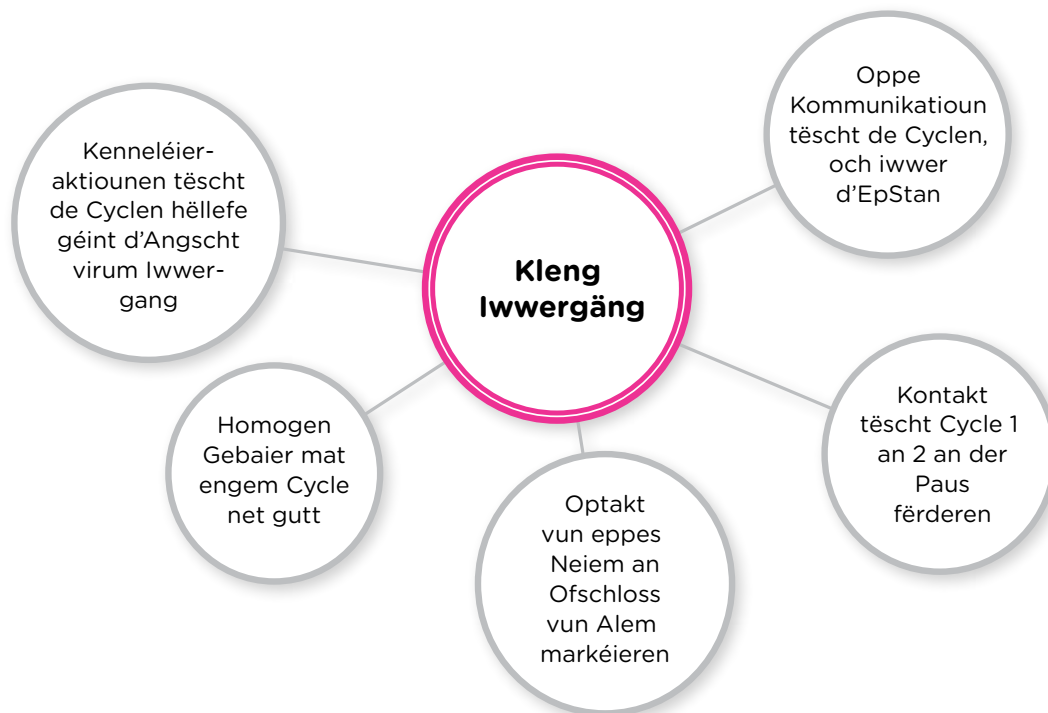 Kleng
Iwwergäng
Kenneléier-
aktiounen tëscht
de Cyclen hëllefe
géint d'Angscht
virum Iwwer-
gang
Oppe
Kommunikatioun
tëscht de Cyclen,
och iwwer
d'EpStan
Homogen
Gebaier mat
engem Cycle
net gutt
Optakt
vun eppes
Neiem an
Ofschloss
vun Alem
markéieren
Kontakt
tëscht Cycle 1
an 2 an der
Paus
fërderen